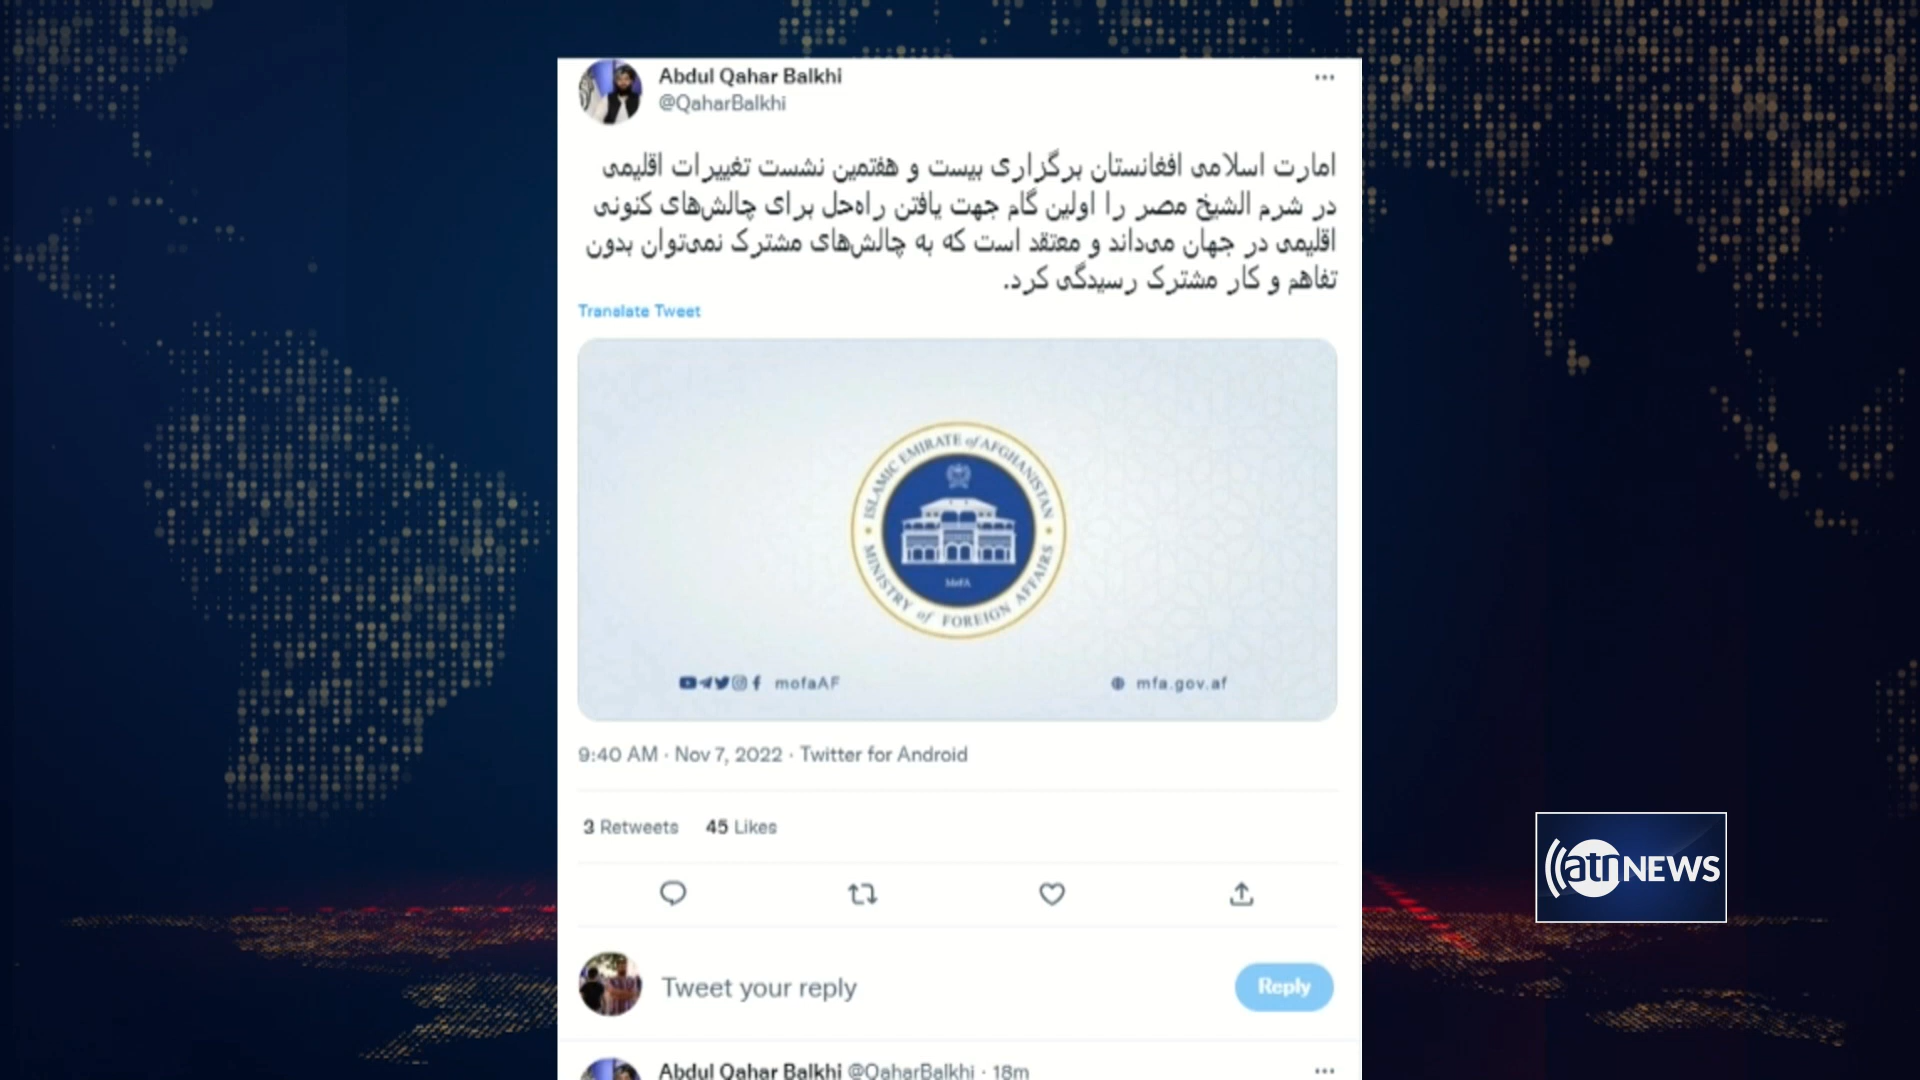 Abdul Qahar Balkhi
@QaharBalkhi
امارت اسلامی افغانستان برگزاری بیست و هفتمین نشست تغییرات اقلیمی
در شرم الشیخ مصر را اولین گام جهت یافتن راه‌حل برای چالش‌های کنونی
اقلیمی در جهان می‌داند و معتقد است که به چالش‌های مشترک نمی‌توان بدون
تفاهم و کار مشترک رسیدگی کرد.
Translate Tweet
ISLAMIC EMIRATE of AFGHANISTAN
MoFA
MINISTRY of FOREIGN AFFAIRS
mofaAF
mfa.gov.af
9:40 AM · Nov 7, 2022 · Twitter for Android
3 Retweets 45 Likes
atn NEWS
Tweet your reply
Reply
Abdul Qahar Balkhi @QaharBalkhi · 18m